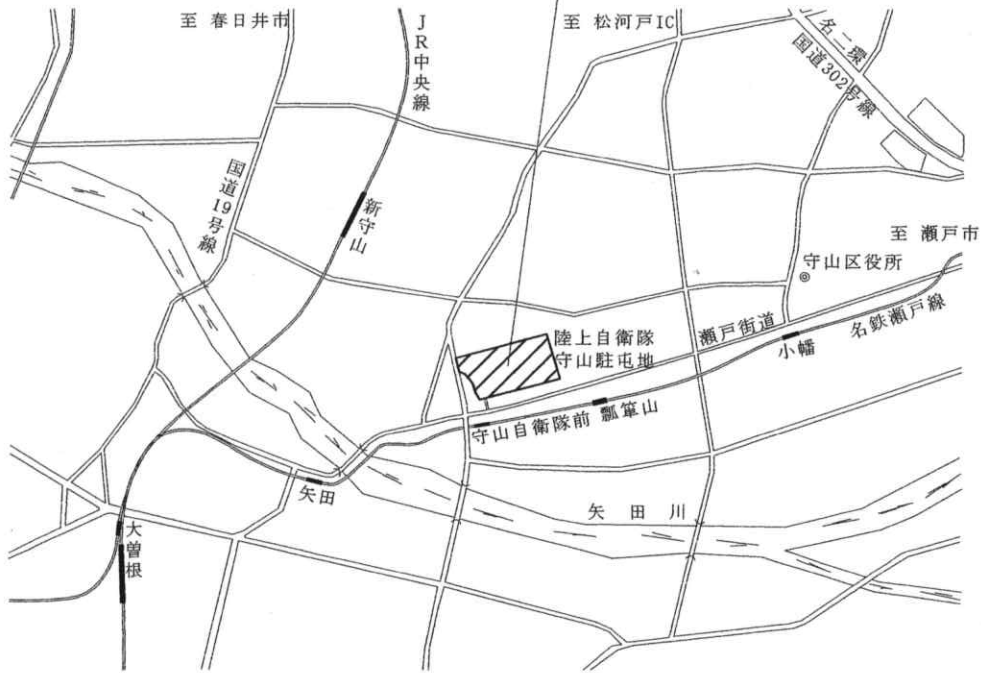 至 春日井市
JR中央線
至 松河戸IC
名二環
国道302号線
国道19号線
新守山
至 瀬戸市
守山区役所
瀬戸街道
名鉄瀬戸線
小幡
陸上自衛隊
守山駐屯地
守山自衛隊前
瓢箪山
矢田
矢田川
大曽根